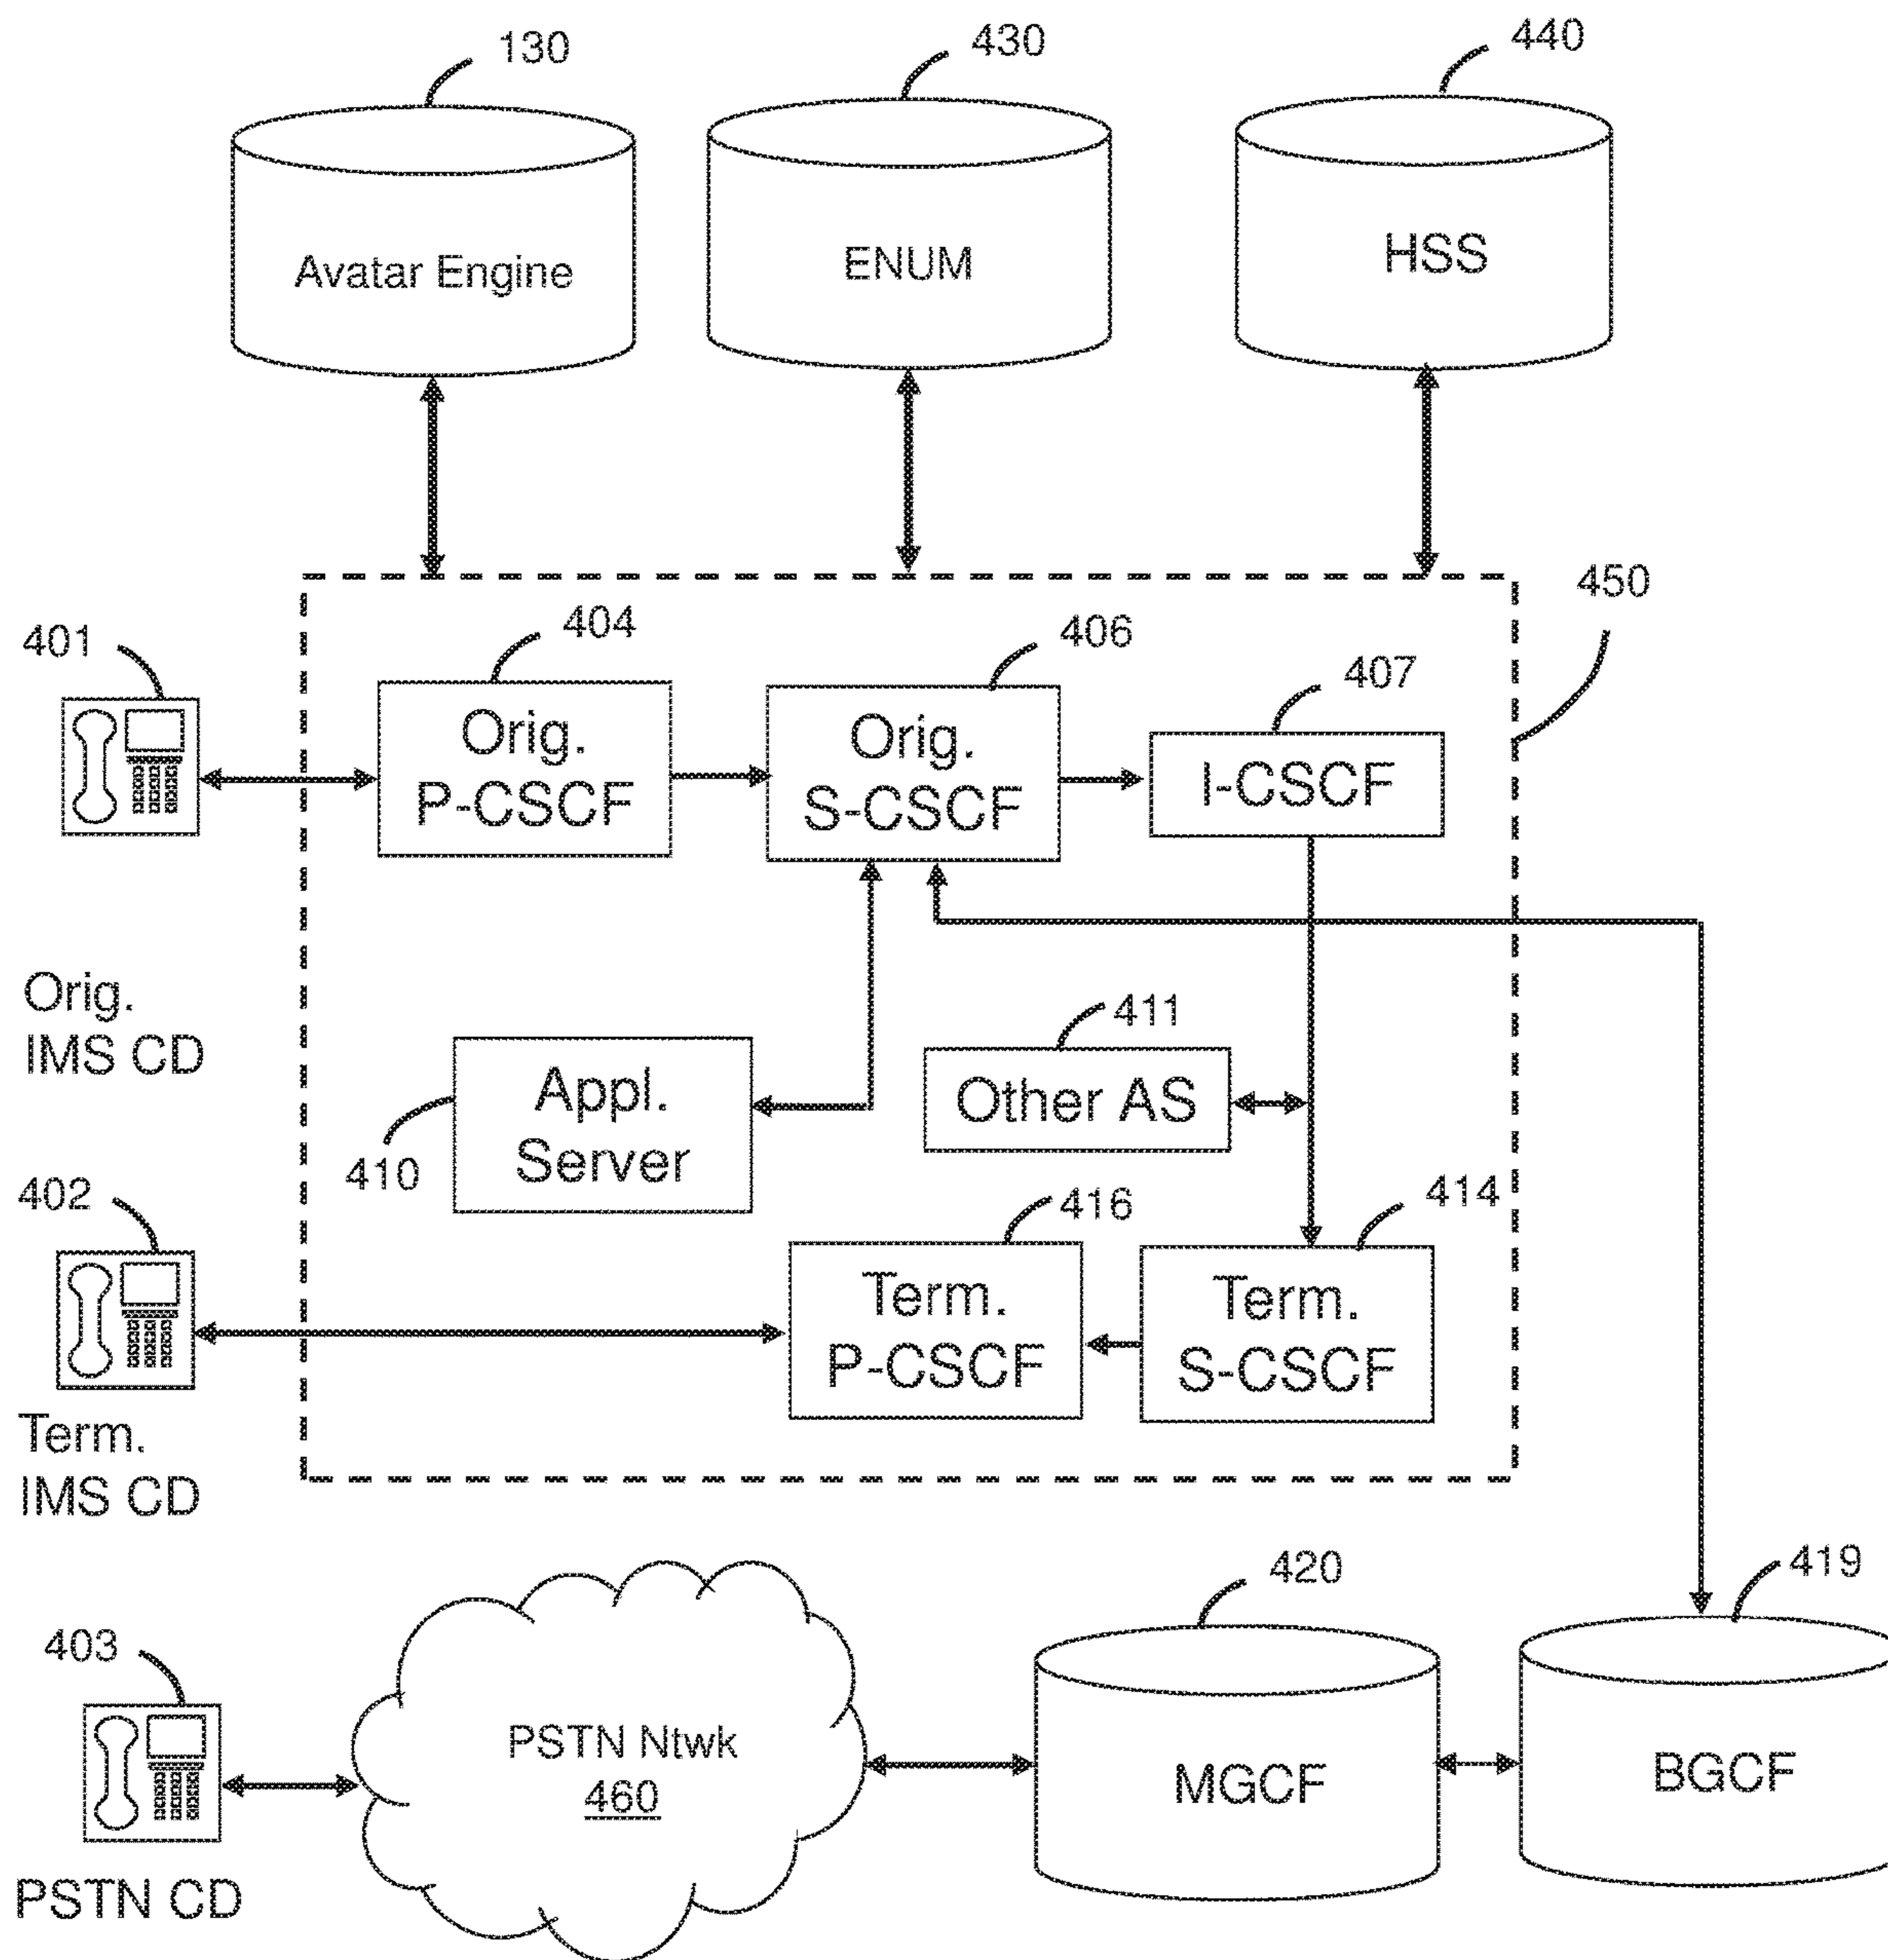 130
430
440
Avatar Engine
ENUM
HSS
450
401
404
406
407
Orig.
P-CSCF
Orig.
S-CSCF
I-CSCF
Orig.
IMS CD
411
Other AS
Appl.
Server
410
402
416
414
Term.
P-CSCF
Term.
S-CSCF
Term.
IMS CD
420
419
403
PSTN Ntwk
460
MGCF
BGCF
PSTN CD